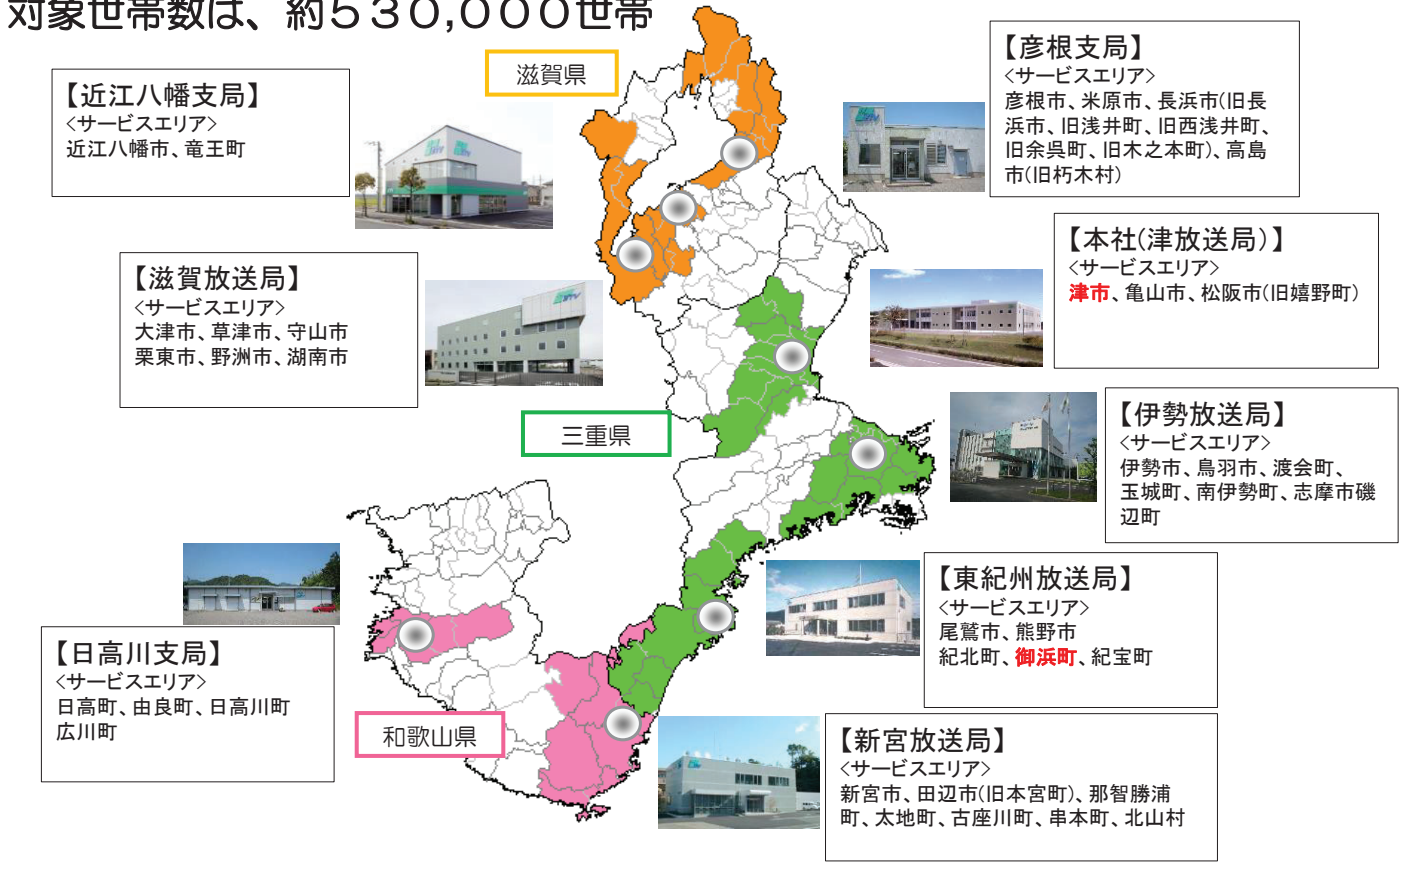 対象世帯数は、約５３０,０００世帯
滋賀県
【近江八幡支局】
<サービスエリア>
近江八幡市、竜王町
【彦根支局】
<サービスエリア>
彦根市、米原市、長浜市(旧長
浜市、旧浅井町、旧西浅井町、
旧余呉町、旧木之本町)、高島
市(旧朽木村)
【滋賀放送局】
<サービスエリア>
大津市、草津市、守山市
栗東市、野洲市、湖南市
【本社(津放送局)】
<サービスエリア>
津市、亀山市、松阪市(旧嬉野町)
三重県
【伊勢放送局】
<サービスエリア>
伊勢市、鳥羽市、渡会町、
玉城町、南伊勢町、志摩市磯
辺町
【東紀州放送局】
<サービスエリア>
尾鷲市、熊野市
紀北町、御浜町、紀宝町
【日高川支局】
<サービスエリア>
日高町、由良町、日高川町
広川町
和歌山県
【新宮放送局】
<サービスエリア>
新宮市、田辺市(旧本宮町)、那智勝浦
町、太地町、古座川町、串本町、北山村